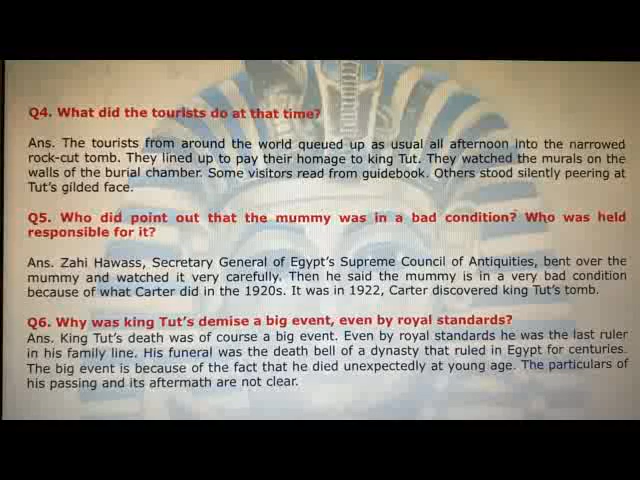 Q4. What did the tourists do at that time?
Ans. The tourists from around the world queued up as usual all afternoon into the narrowed
rock-cut tomb. They lined up to pay their homage to king Tut. They watched the murals on the
walls of the burial chamber. Some visitors read from guidebook. Others stood silently peering at
Tut's gilded face.
Q5. Who did point out that the mummy was in a bad condition? Who was held
responsible for it?
Ans. Zahi Hawass, Secretary General of Egypt's Supreme Council of Antiquities, bent over the
mummy and watched it very carefully. Then he said the mummy is in a very bad condition
because of what Carter did in the 1920s. It was in 1922, Carter discovered king Tut's tomb.
Q6. Why was king Tut's demise a big event, even by royal standards?
Ans. King Tut's death was of course a big event. Even by royal standards he was the last ruler
in his family line. His funeral was the death bell of a dynasty that ruled in Egypt for centuries.
The big event is because of the fact that he died unexpectedly at young age. The particulars of
his passing and its aftermath are not clear.